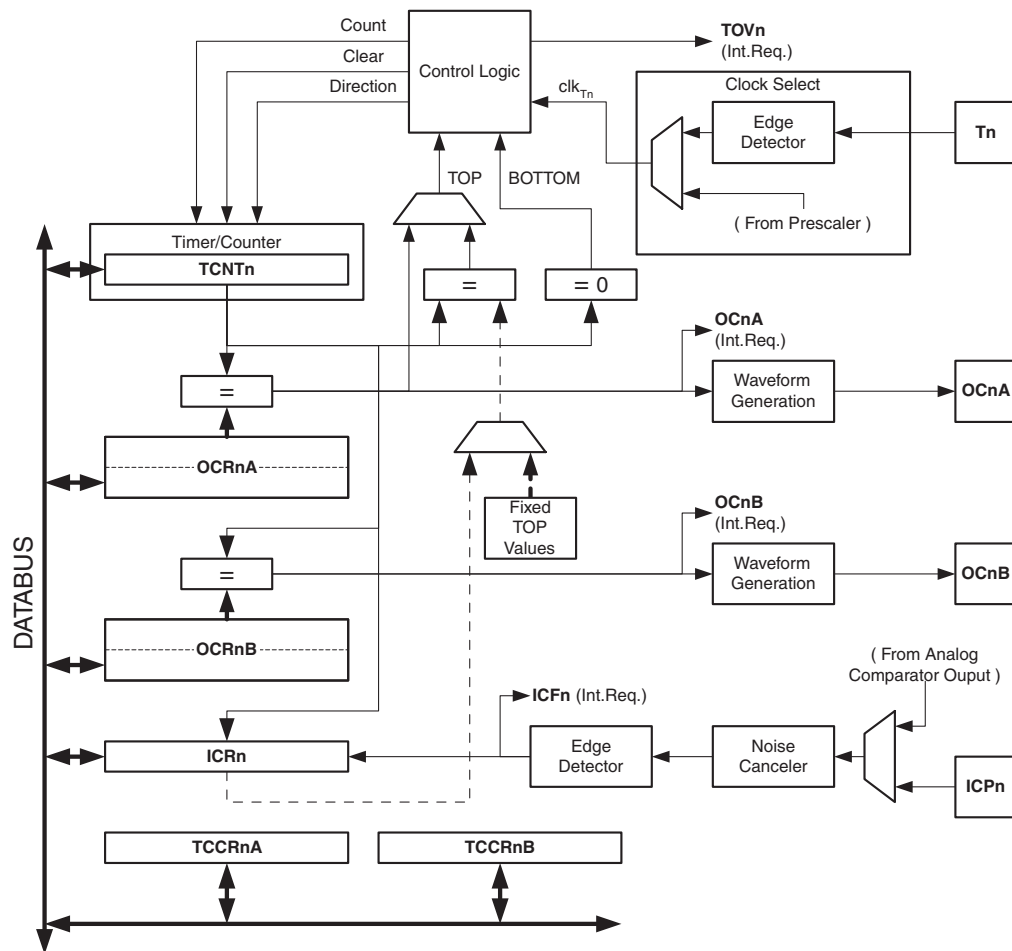 Count
TOVn
(Int.Req.)
Clear
Control Logic
Direction
clkTn
Clock Select
Edge
Detector
Tn
TOP
BOTTOM
( From Prescaler )
Timer/Counter
TCNTn
=
= 0
OCnA
(Int.Req.)
=
Waveform
Generation
OCnA
OCRnA
Fixed
TOP
Values
OCnB
(Int.Req.)
=
Waveform
Generation
OCnB
DATABUS
OCRnB
( From Analog
Comparator Ouput )
ICFn (Int.Req.)
ICRn
Edge
Detector
Noise
Canceler
ICPn
TCCRnA
TCCRnB